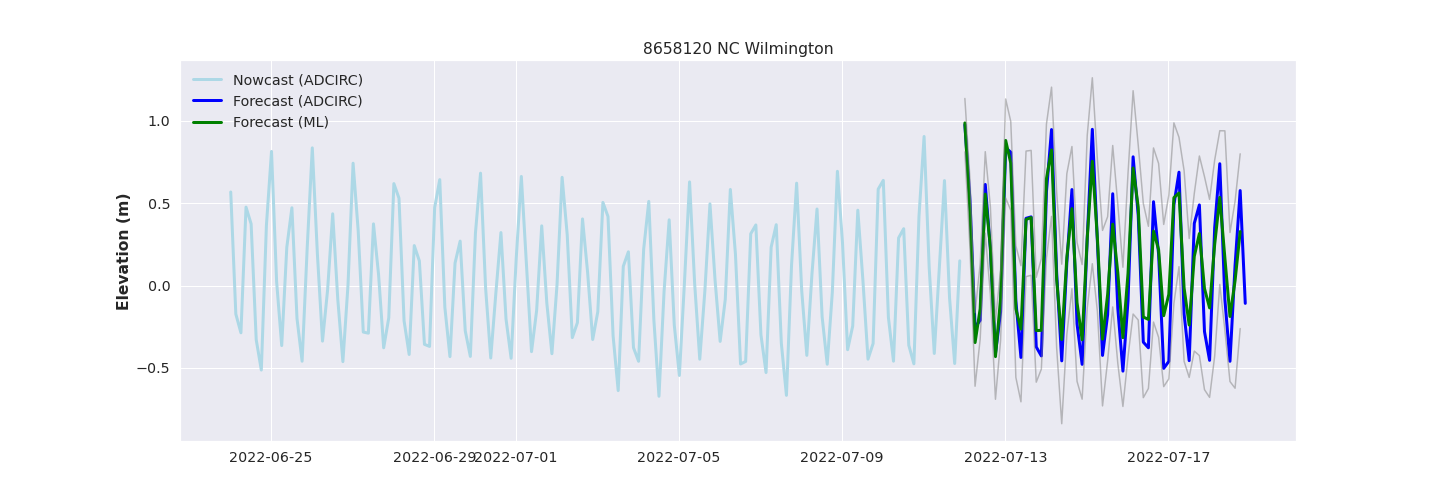 8658120 NC Wilmington
Nowcast (ADCIRC)
Forecast (ADCIRC)
Forecast (ML)
Elevation (m)
1.0
0.5
0.0
−0.5
2022-06-25
2022-06-29
2022-07-01
2022-07-05
2022-07-09
2022-07-13
2022-07-17